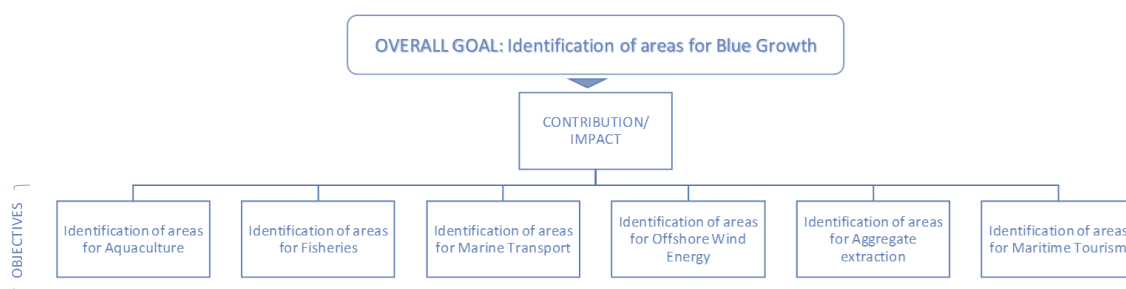 OVERALL GOAL: Identification of areas for Blue Growth
CONTRIBUTION/
IMPACT
OBJECTIVES
Identification of areas
for Aquaculture
Identification of areas
for Fisheries
Identification of areas
for Marine Transport
Identification of areas
for Offshore Wind
Energy
Identification of areas
for Aggregate
extraction
Identification of areas
for Maritime Tourism